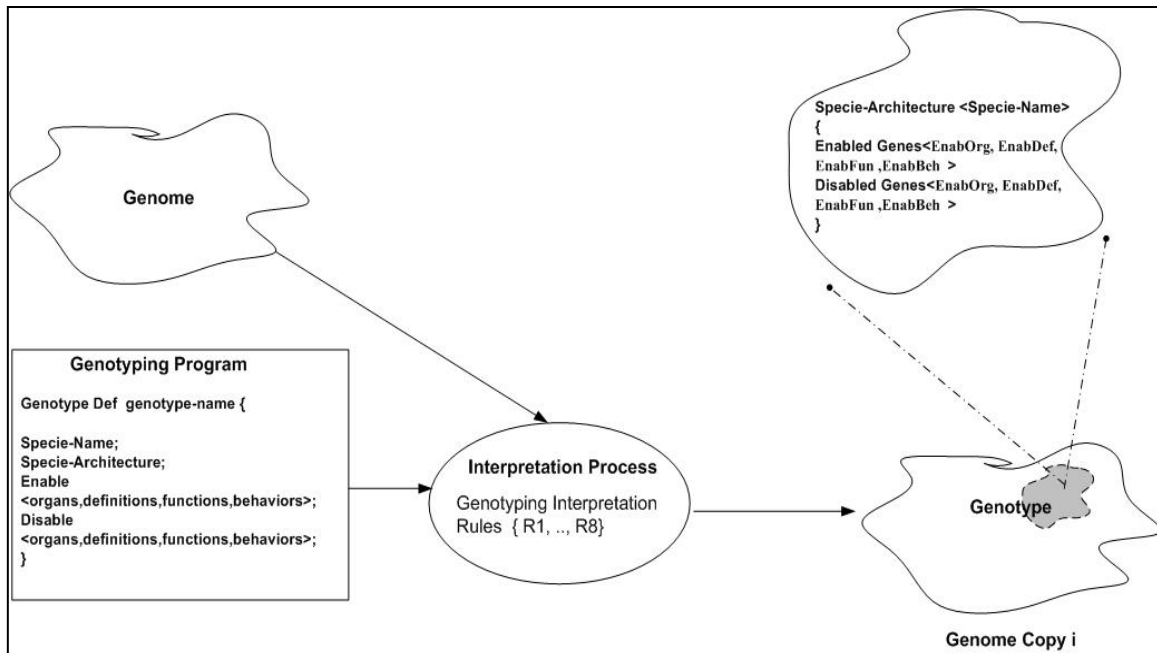 Genome
Genotyping Program
Genotype Def genotype-name {
Specie-Name;
Specie-Architecture;
Enable
<organs,definitions,functions,behaviors>;
Disable
<organs,definitions,functions,behaviors>;
}
Interpretation Process
Genotyping Interpretation
Rules { R1, .., R8}
Specie-Architecture <Specie-Name>
{
Enabled Genes<EnabOrg, EnabDef,
EnabFun ,EnabBeh >
Disabled Genes<EnabOrg, EnabDef,
EnabFun ,EnabBeh >
}
Genotype
Genome Copy i